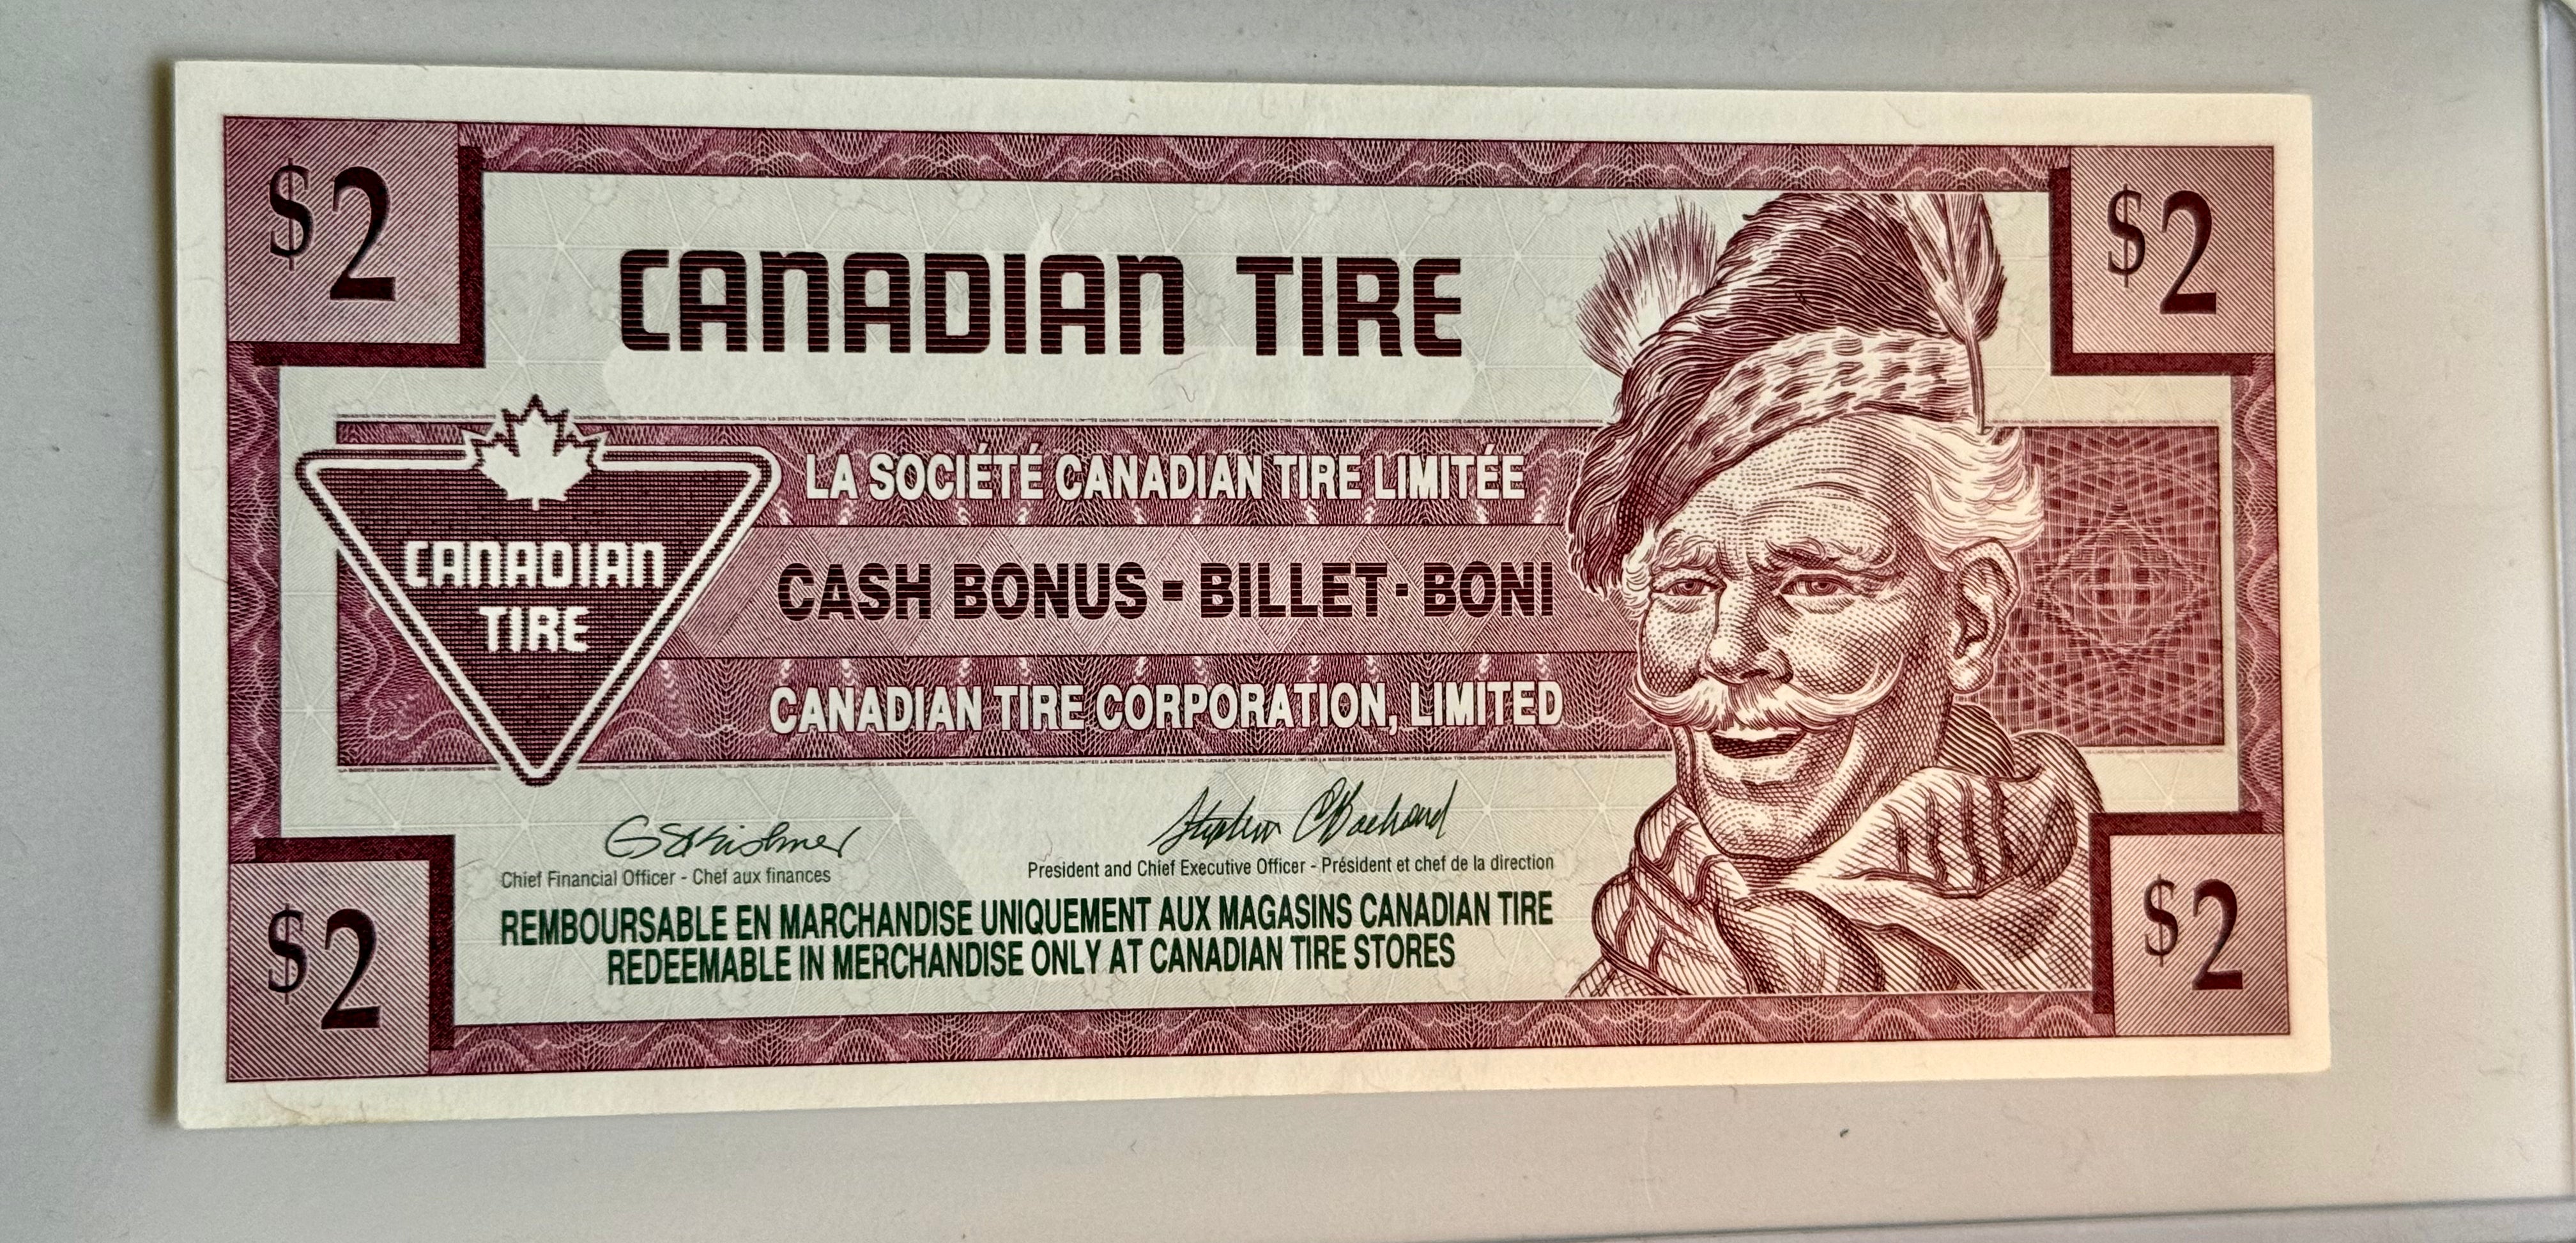 $2
$2
CANADIAN TIRE
LA SOCIÉTÉ CANADIAN TIRE LIMITÉE
CANADIAN
TIRE
CASH BONUS - BILLET - BONI
CANADIAN TIRE CORPORATION, LIMITED
Chief Financial Officer - Chef aux finances
President and Chief Executive Officer - Président et chef de la direction
REMBOURSABLE EN MARCHANDISE UNIQUEMENT AUX MAGASINS CANADIAN TIRE
REDEEMABLE IN MERCHANDISE ONLY AT CANADIAN TIRE STORES
$2
$2